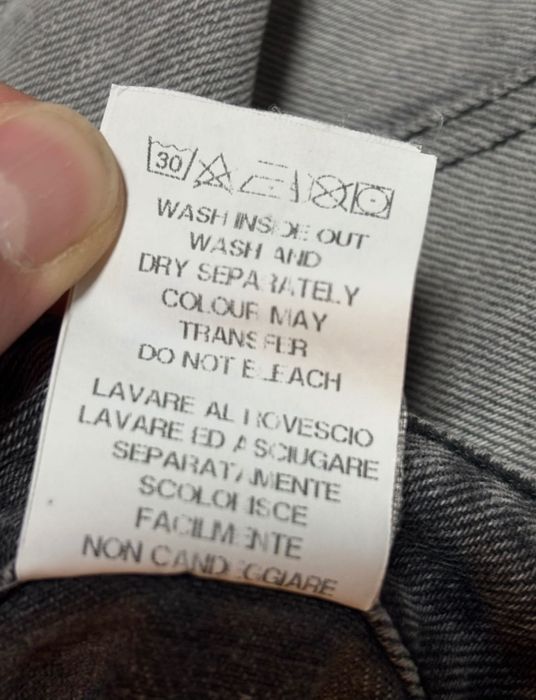 30
WASH INSIDE OUT
WASH AND
DRY SEPARATELY
COLOUR MAY
TRANSFER
DO NOT BLEACH
LAVARE AL ROVESCIO
LAVARE ED ASCIUGARE
SEPARATAMENTE
SCOLORISCE
FACILMENTE
NON CANDEGGIARE